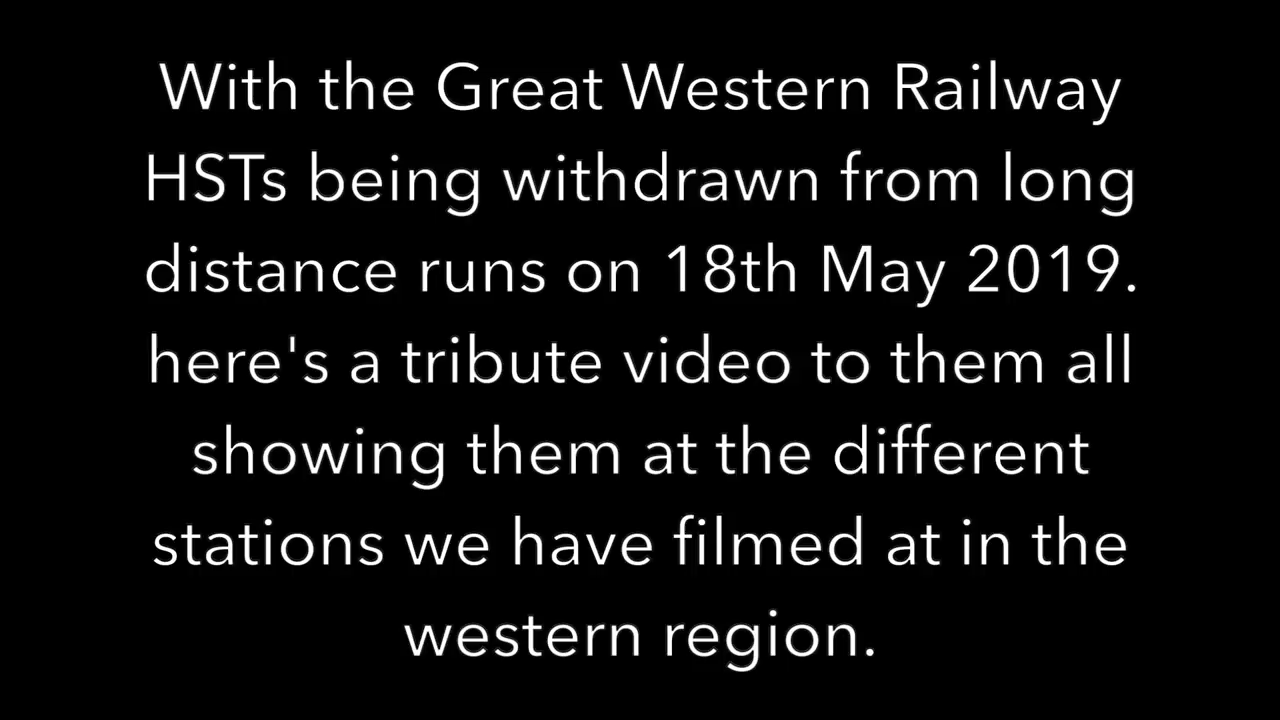 With the Great Western Railway
HSTs being withdrawn from long
distance runs on 18th May 2019.
here's a tribute video to them all
showing them at the different
stations we have filmed at in the
western region.